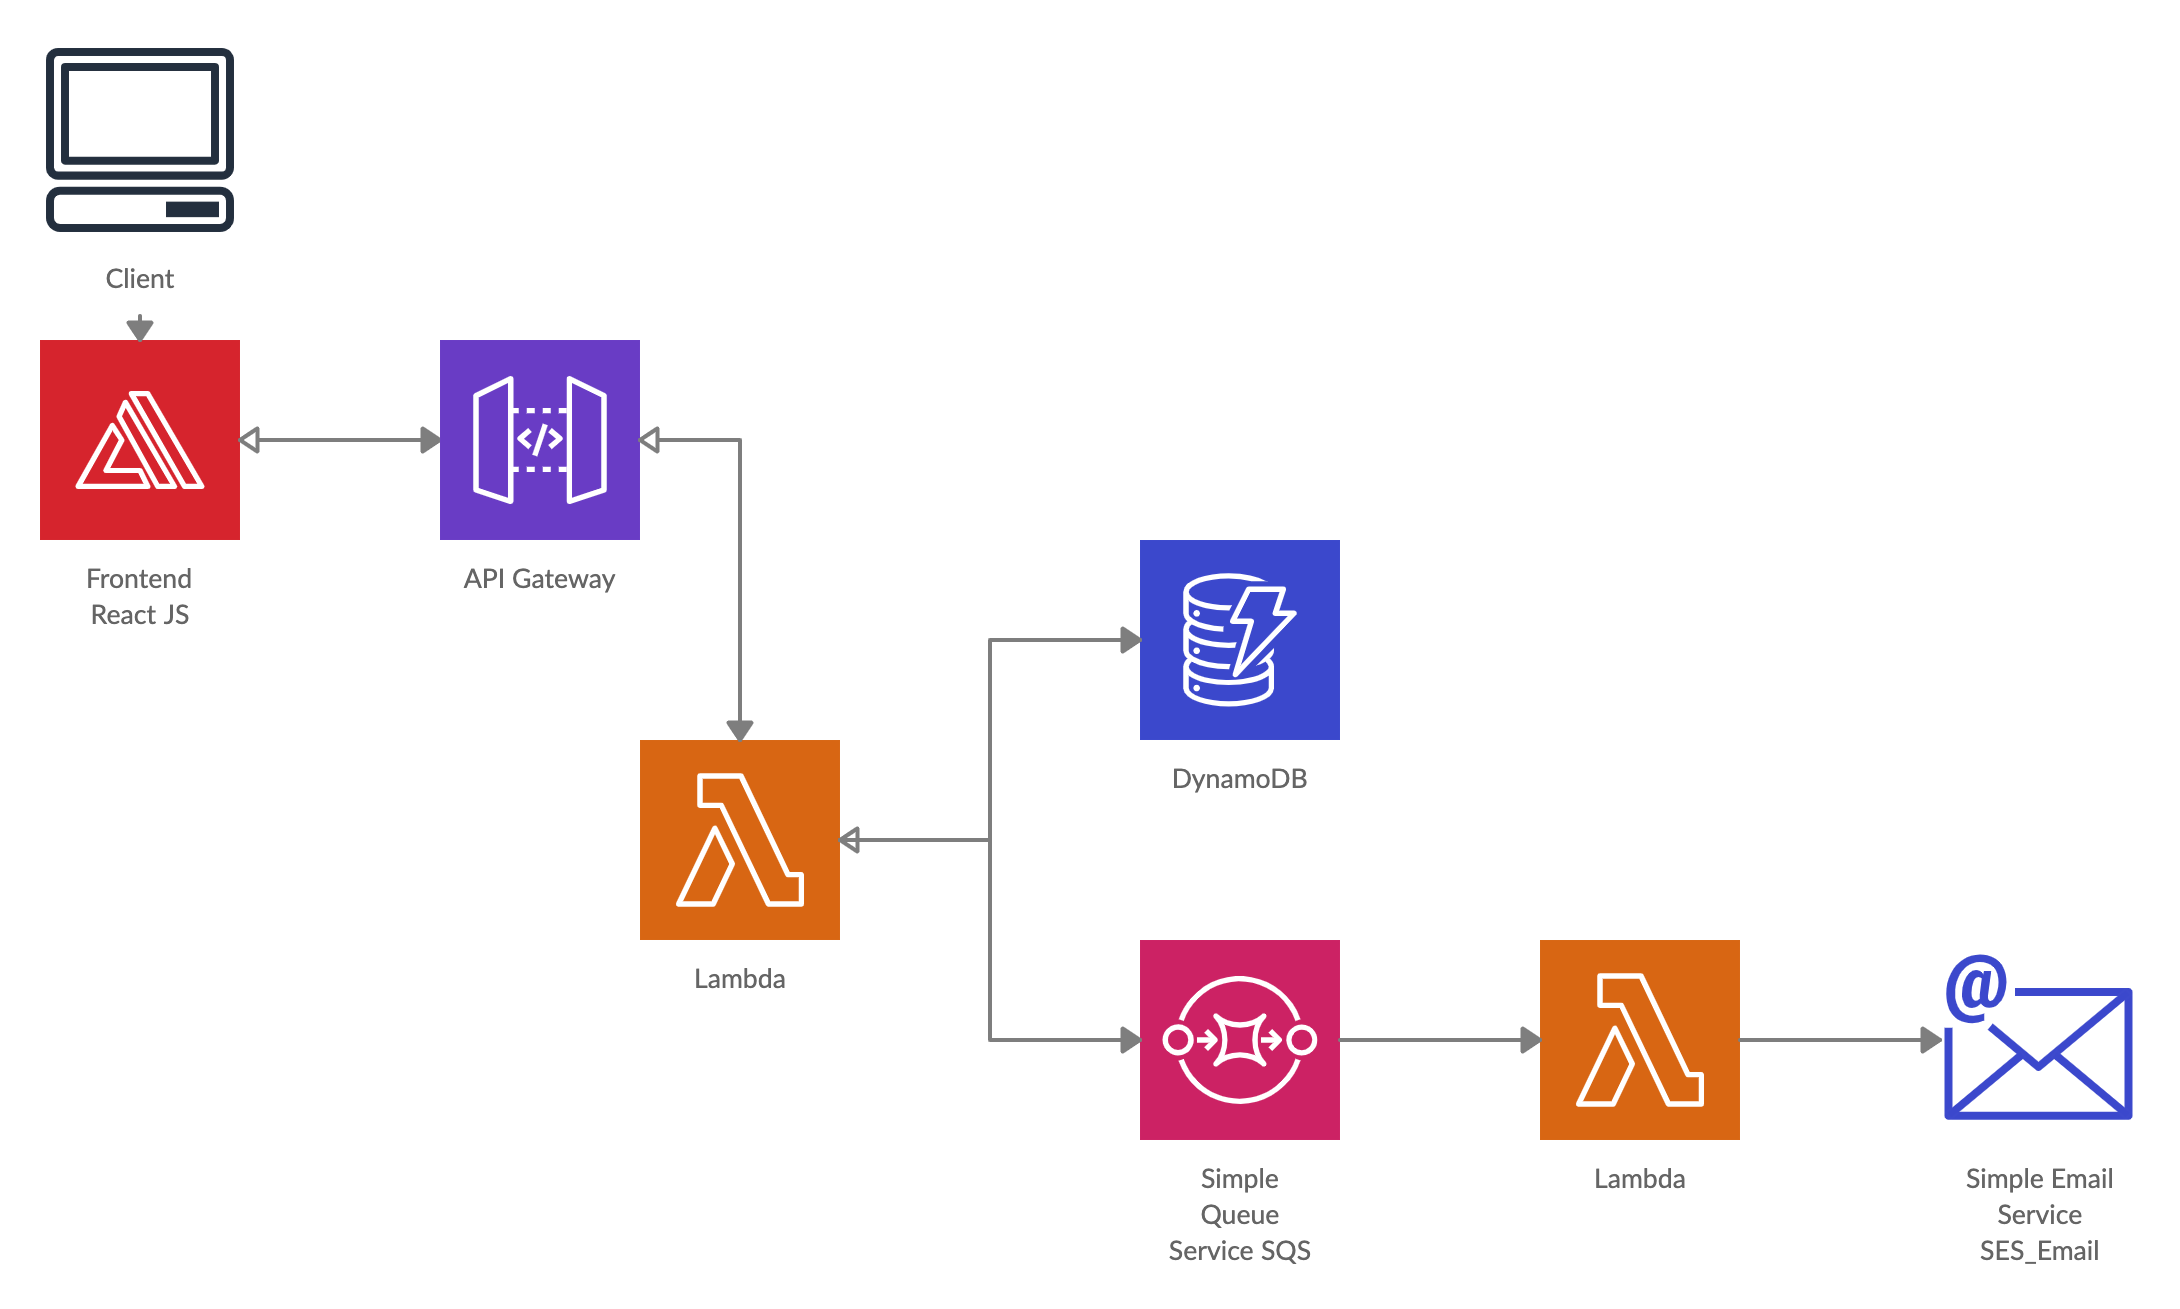 Client
Frontend
React JS
API Gateway
Lambda
DynamoDB
Simple
Queue
Service SQS
Lambda
Simple Email
Service
SES_Email